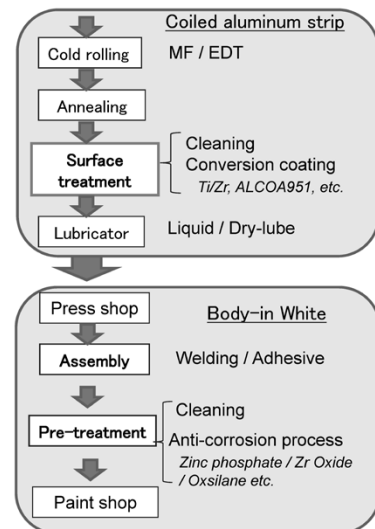 Coiled aluminum strip
Cold rolling MF / EDT
Annealing
Surface treatment
Cleaning
Conversion coating
Ti/Zr, ALCOA951, etc.
Lubricator Liquid / Dry-lube
Press shop
Body-in White
Assembly Welding / Adhesive
Pre-treatment
Cleaning
Anti-corrosion process
Zinc phosphate / Zr Oxide
/ Oxsilane etc.
Paint shop